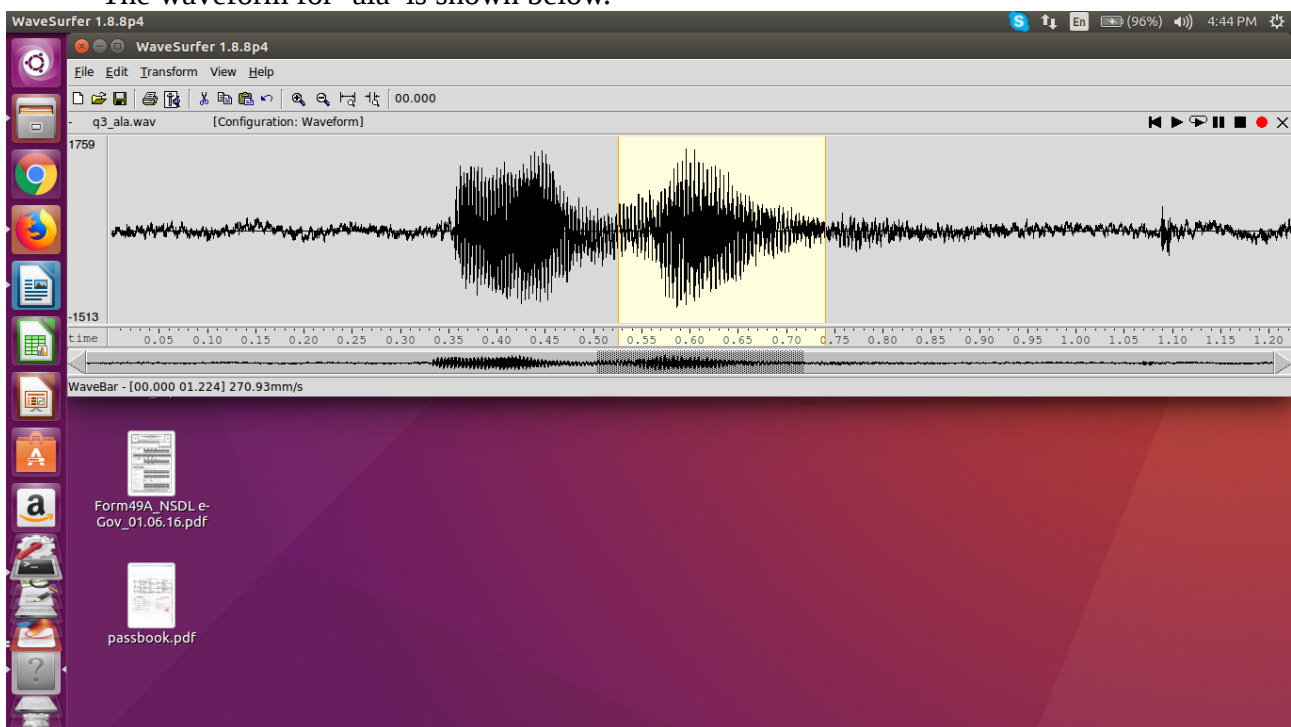 The waveform for 'ala' is shown below.
WaveSurfer 1.8.8p4 En (96%) 4:44 PM
WaveSurfer 1.8.8p4
File Edit Transform View Help
00.000
- q3_ala.wav [Configuration: Waveform]
1759
-1513
time 0.05 0.10 0.15 0.20 0.25 0.30 0.35 0.40 0.45 0.50 0.55 0.60 0.65 0.70 0.75 0.80 0.85 0.90 0.95 1.00 1.05 1.10 1.15 1.20
WaveBar - [00.000 01.224] 270.93mm/s
Form49A_NSDL e-
Gov_01.06.16.pdf
passbook.pdf